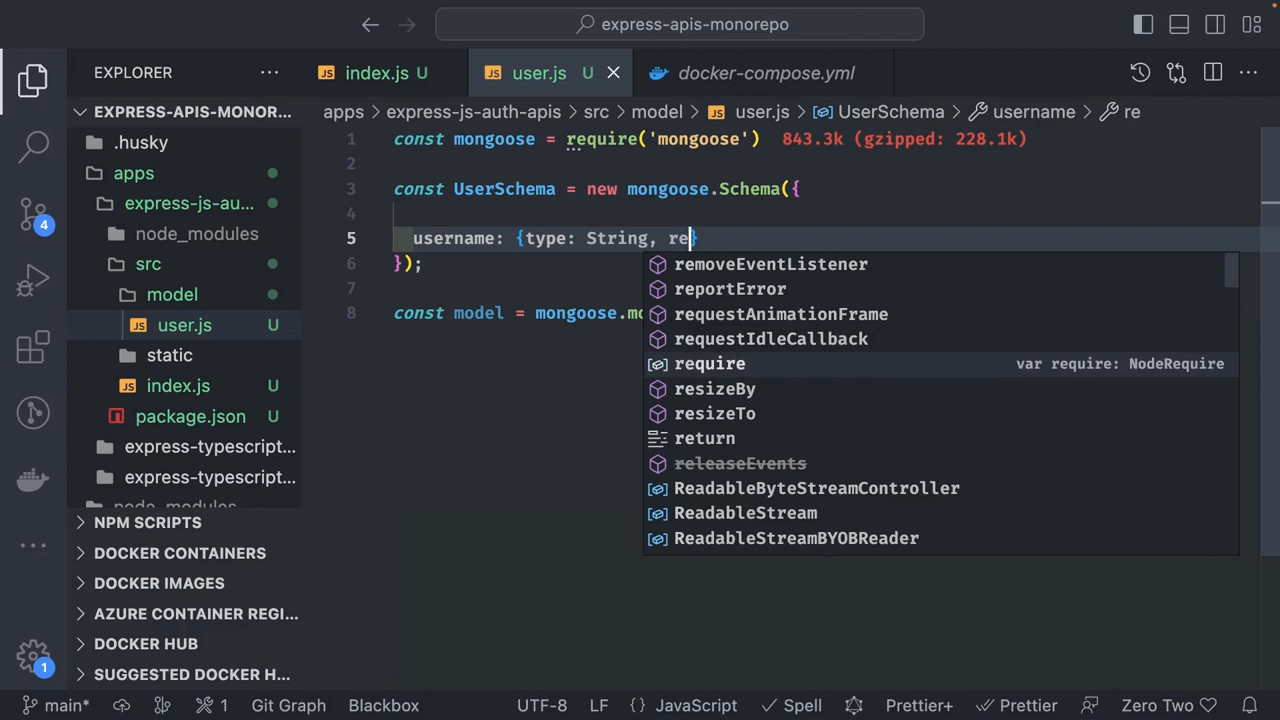 express-apis-monorepo
EXPLORER
index.js U
user.js U
docker-compose.yml
EXPRESS-APIS-MONOR...
.husky
apps
express-js-au...
node_modules
src
model
user.js U
static
index.js U
package.json U
express-typescript...
express-typescript...
node_modules
NPM SCRIPTS
DOCKER CONTAINERS
DOCKER IMAGES
AZURE CONTAINER REGI...
DOCKER HUB
SUGGESTED DOCKER H...
4
1
apps > express-js-auth-apis > src > model > user.js > UserSchema > username > re
1 const mongoose = require('mongoose') 843.3k (gzipped: 228.1k)
2
3 const UserSchema = new mongoose.Schema({
4
5 username: {type: String, re}
6 });
7
8 const model = mongoose.mo
removeEventListener
reportError
requestAnimationFrame
requestIdleCallback
require var require: NodeRequire
resizeBy
resizeTo
return
releaseEvents
ReadableByteStreamController
ReadableStream
ReadableStreamBYOBReader
main* 1 Git Graph Blackbox UTF-8 LF {} JavaScript Spell Prettier+ Prettier Zero Two